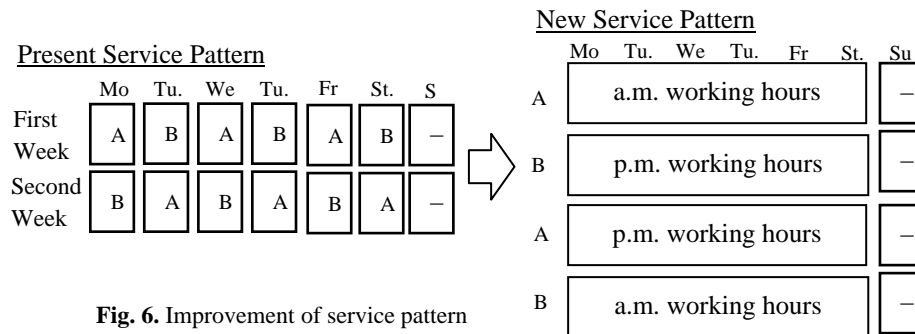 Present Service Pattern
Mo Tu. We Tu. Fr St. S
First Week A B A B A B –
Second Week B A B A B A –
New Service Pattern
Mo Tu. We Tu. Fr St. Su
A a.m. working hours –
B p.m. working hours –
A p.m. working hours –
B a.m. working hours –
Fig. 6. Improvement of service pattern